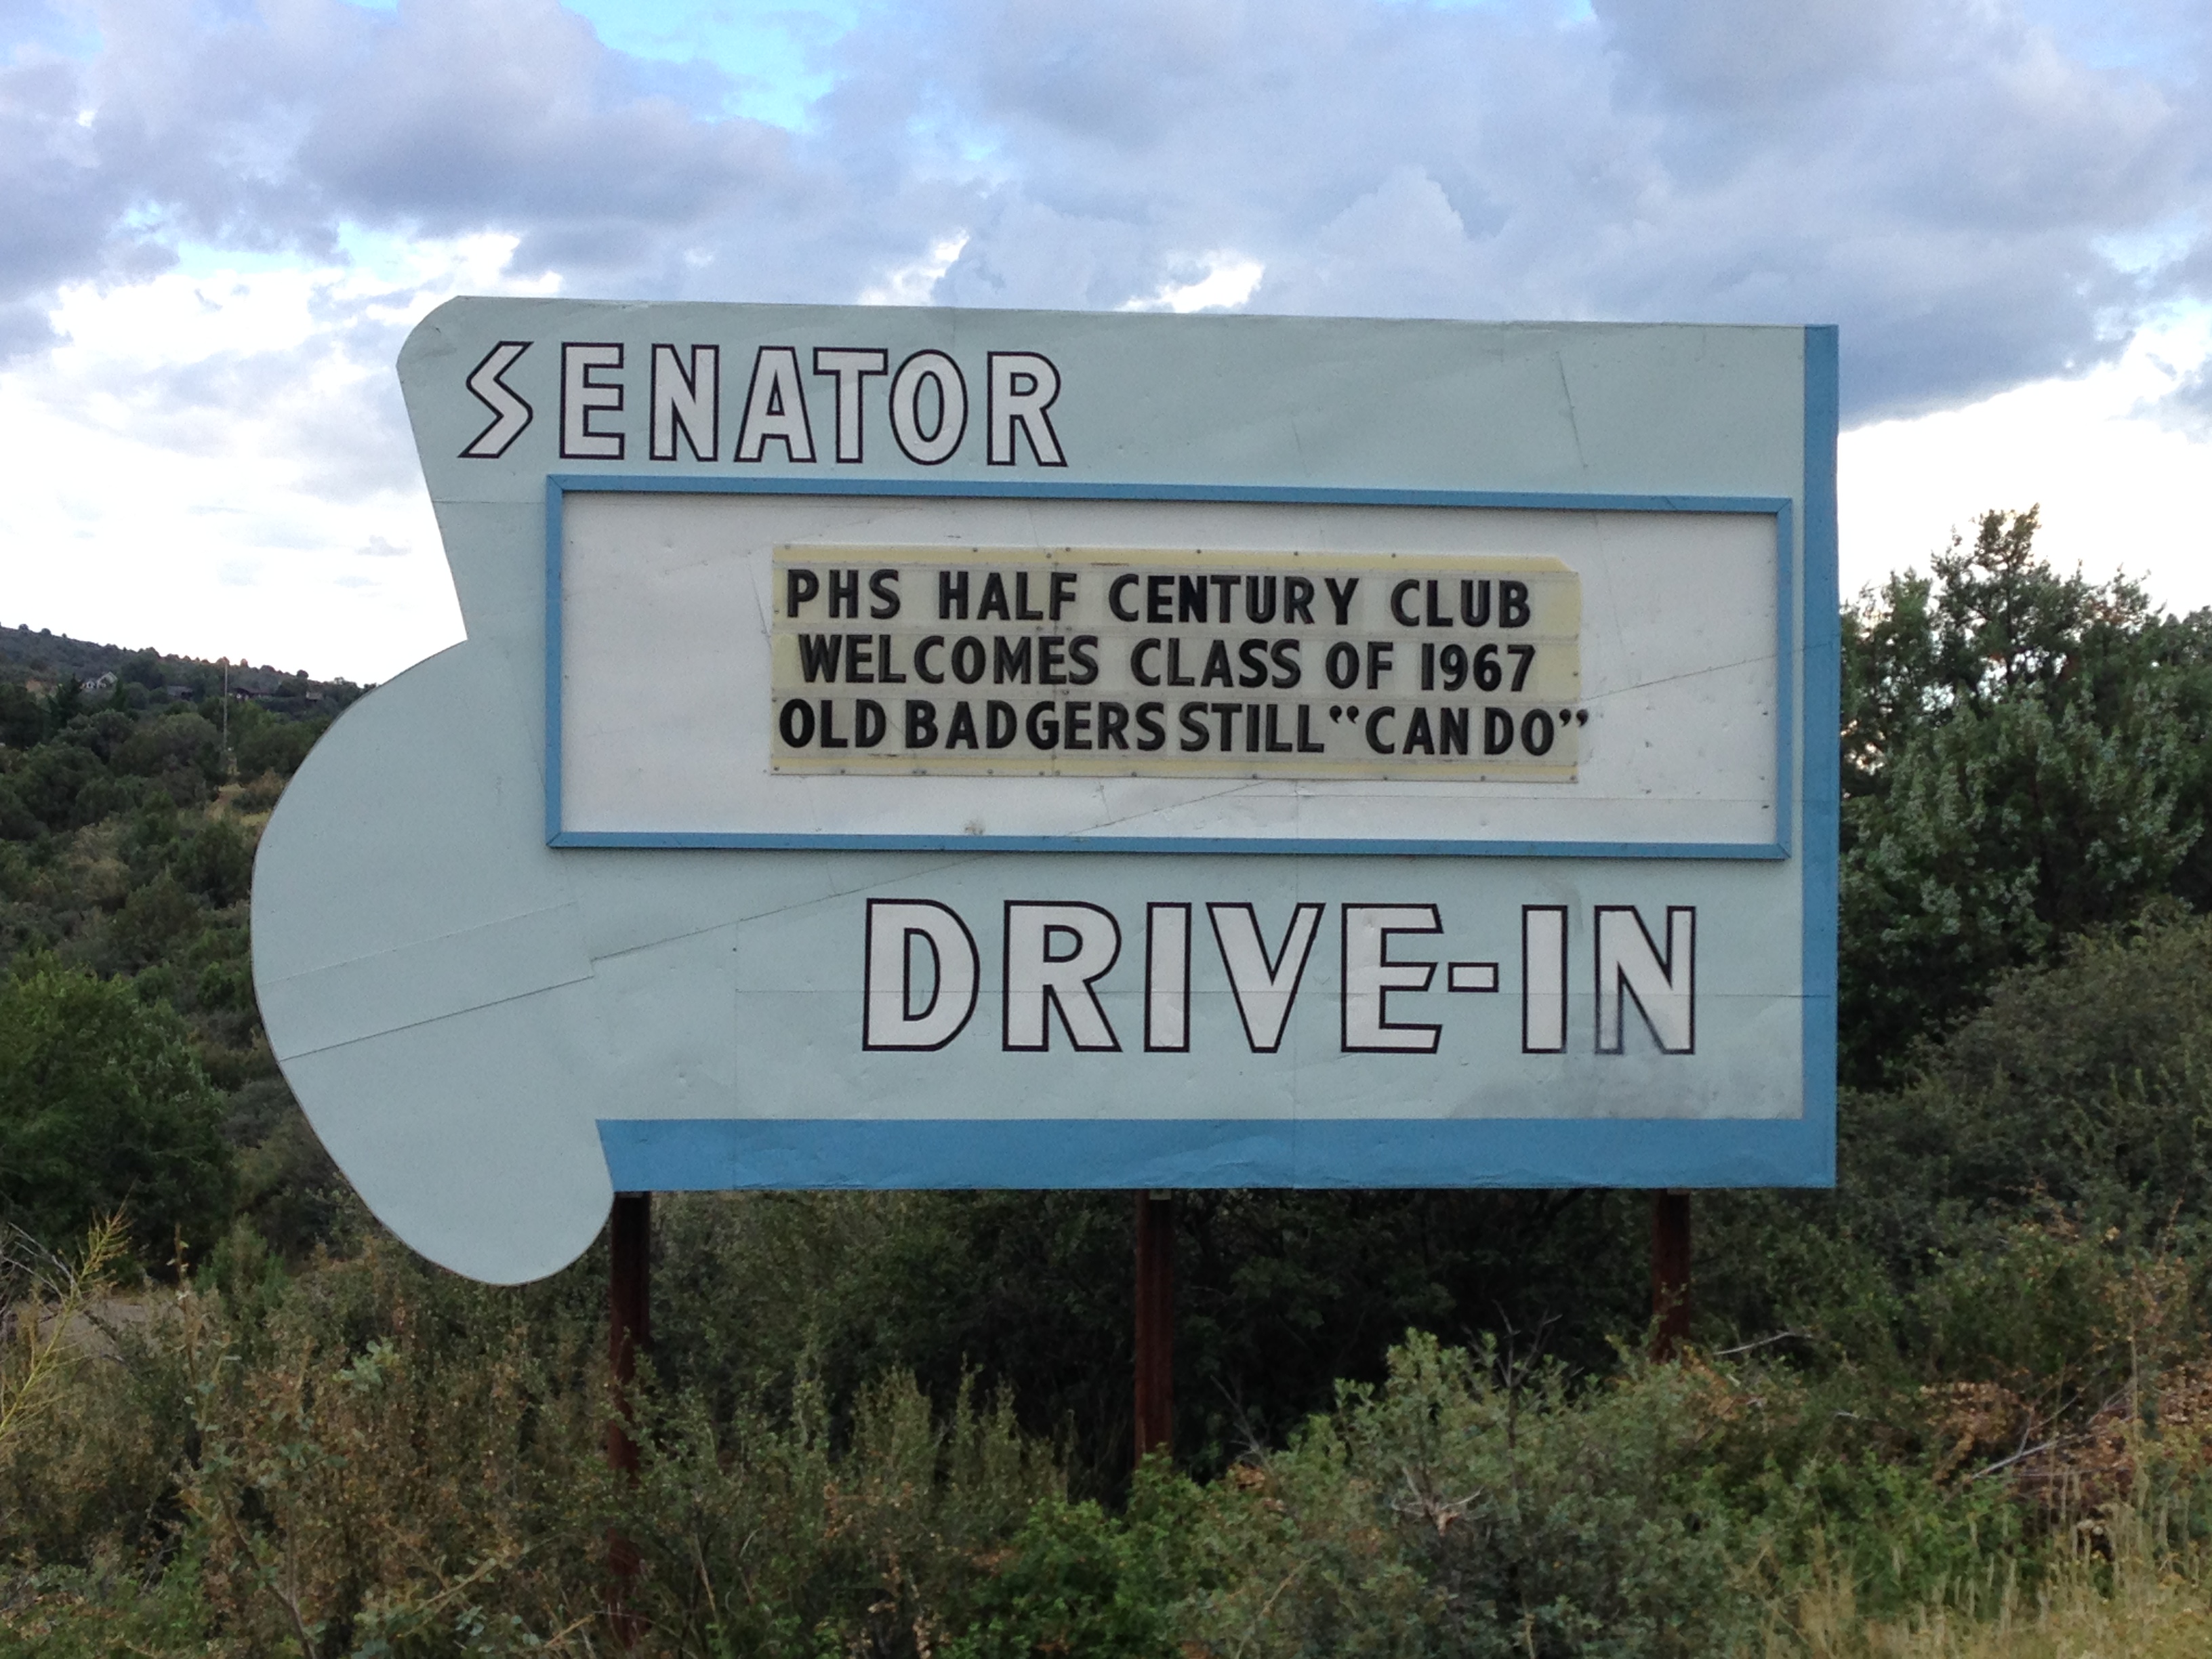 SENATOR
PHS HALF CENTURY CLUB
WELCOMES CLASS OF 1967
OLD BADGERS STILL "CAN DO"
DRIVE-IN